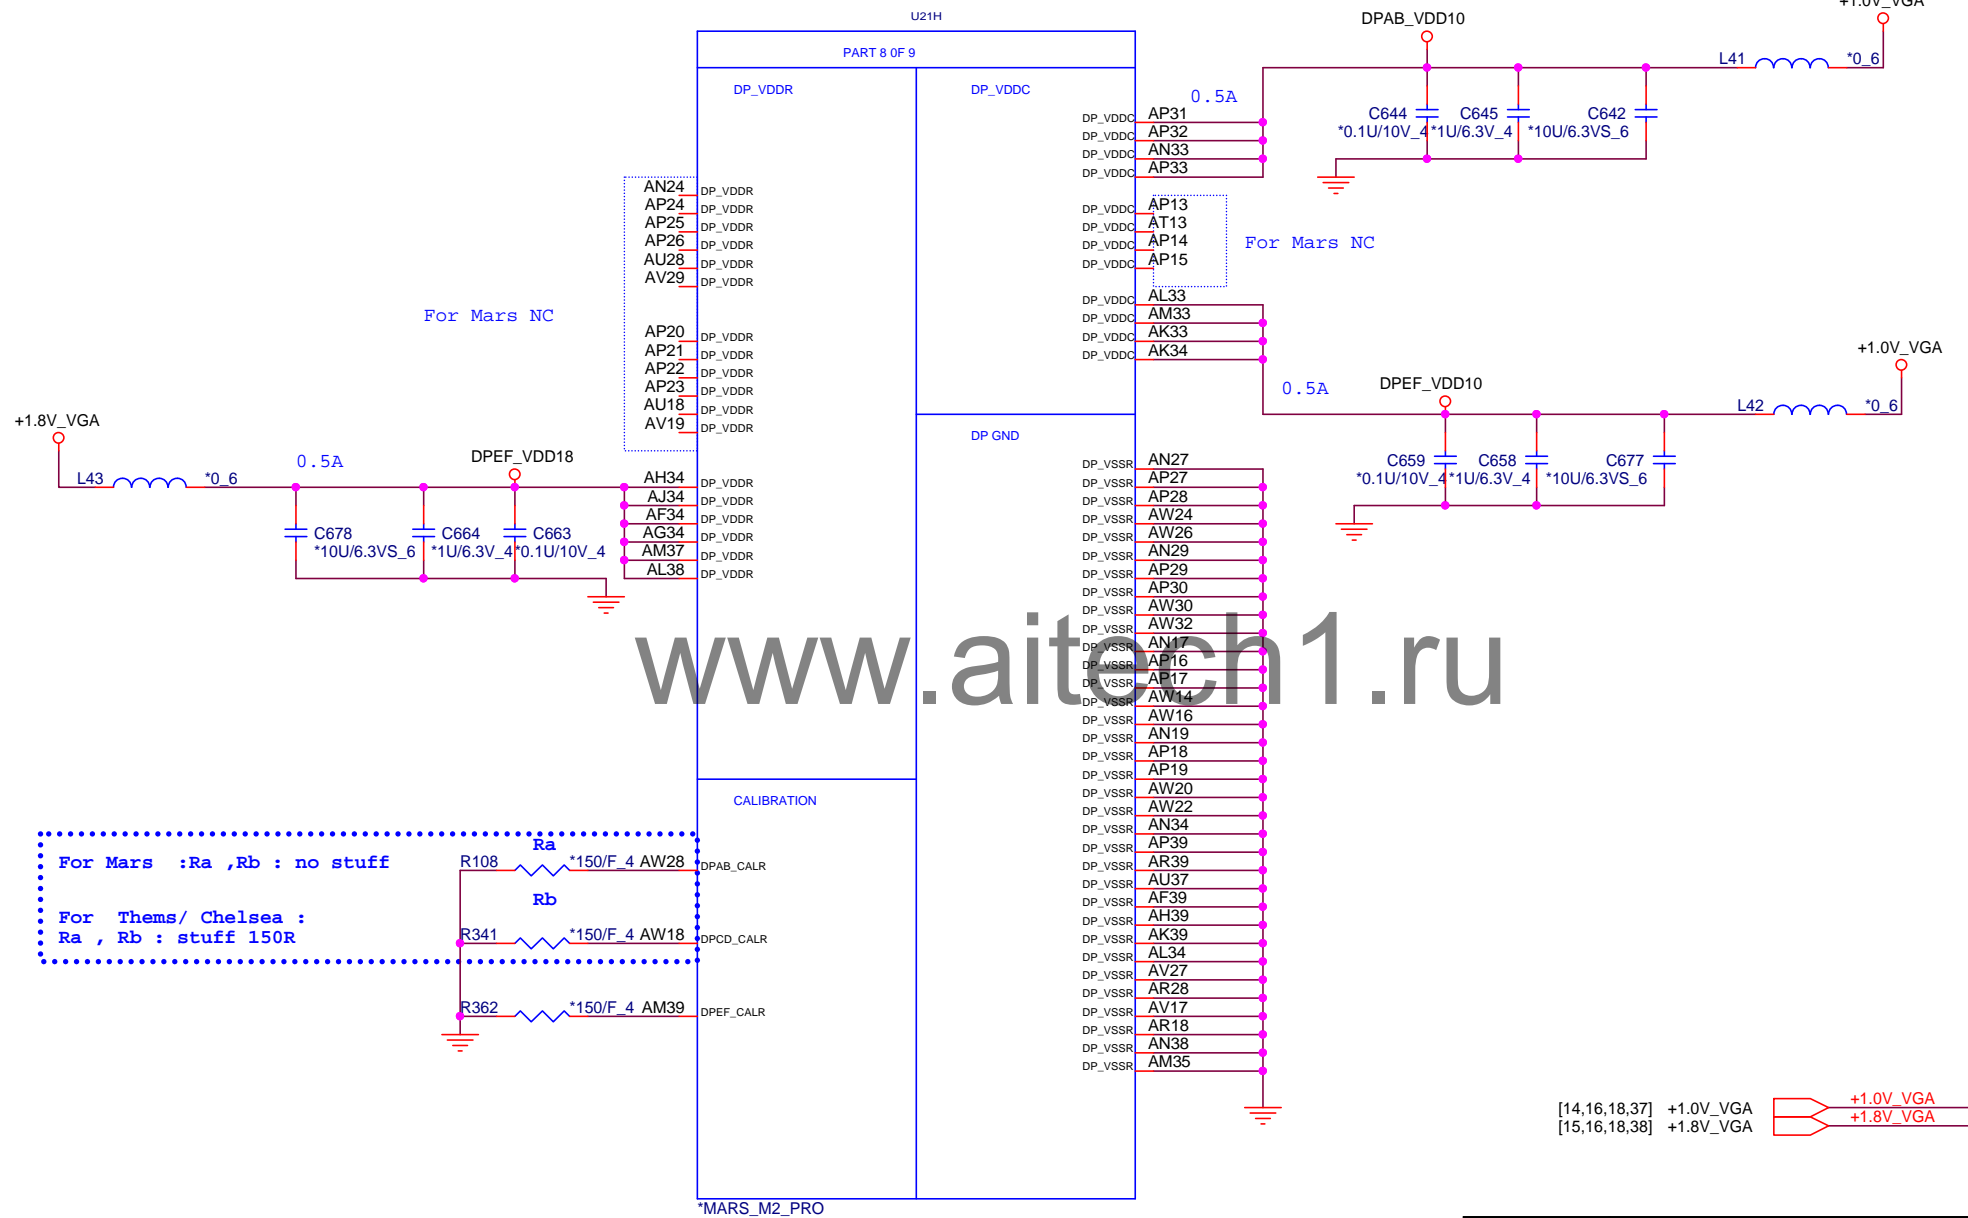 U21H
PART 8 0F 9
DP_VDDR
DP_VDDC
DPAB_VDD10
+1.0V_VGA
L41
*0_6
0.5A
C644
*0.1U/10V_4
C645
*1U/6.3V_4
C642
*10U/6.3VS_6
DP_VDDC AP31
DP_VDDC AP32
DP_VDDC AN33
DP_VDDC AP33
DP_VDDC AP13
DP_VDDC AT13
DP_VDDC AP14
DP_VDDC AP15
For Mars NC
DP_VDDC AL33
DP_VDDC AM33
DP_VDDC AK33
DP_VDDC AK34
AN24 DP_VDDR
AP24 DP_VDDR
AP25 DP_VDDR
AP26 DP_VDDR
AU28 DP_VDDR
AV29 DP_VDDR
For Mars NC
AP20 DP_VDDR
AP21 DP_VDDR
AP22 DP_VDDR
AP23 DP_VDDR
AU18 DP_VDDR
AV19 DP_VDDR
+1.0V_VGA
0.5A
DPEF_VDD10
L42
*0_6
C659
*0.1U/10V_4
C658
*1U/6.3V_4
C677
*10U/6.3VS_6
+1.8V_VGA
L43
*0_6
0.5A
DPEF_VDD18
C678
*10U/6.3VS_6
C664
*1U/6.3V_4
C663
*0.1U/10V_4
AH34 DP_VDDR
AJ34 DP_VDDR
AF34 DP_VDDR
AG34 DP_VDDR
AM37 DP_VDDR
AL38 DP_VDDR
DP GND
DP_VSSR AN27
DP_VSSR AP27
DP_VSSR AP28
DP_VSSR AW24
DP_VSSR AW26
DP_VSSR AN29
DP_VSSR AP29
DP_VSSR AP30
DP_VSSR AW30
DP_VSSR AW32
DP_VSSR AN17
DP_VSSR AP16
DP_VSSR AP17
DP_VSSR AW14
DP_VSSR AW16
DP_VSSR AN19
DP_VSSR AP18
DP_VSSR AP19
DP_VSSR AW20
DP_VSSR AW22
DP_VSSR AN34
DP_VSSR AP39
DP_VSSR AR39
DP_VSSR AU37
DP_VSSR AF39
DP_VSSR AH39
DP_VSSR AK39
DP_VSSR AL34
DP_VSSR AV27
DP_VSSR AR28
DP_VSSR AV17
DP_VSSR AR18
DP_VSSR AN38
DP_VSSR AM35
www.aitech1.ru
CALIBRATION
For Mars :Ra ,Rb : no stuff
For Thems/ Chelsea :
Ra , Rb : stuff 150R
Ra
R108 *150/F_4 AW28 DPAB_CALR
Rb
R341 *150/F_4 AW18 DPCD_CALR
R362 *150/F_4 AM39 DPEF_CALR
[14,16,18,37] +1.0V_VGA +1.0V_VGA
[15,16,18,38] +1.8V_VGA +1.8V_VGA
*MARS_M2_PRO